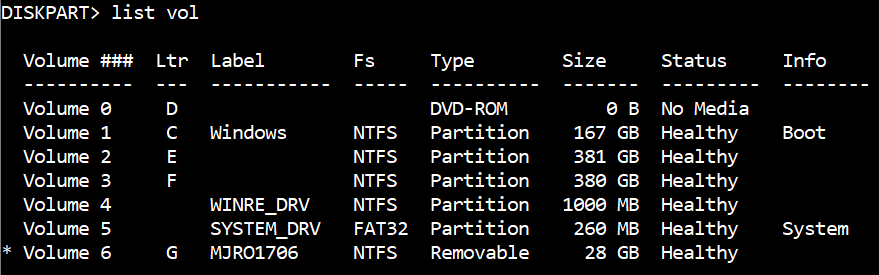 DISKPART> list vol
  Volume ###  Ltr  Label        Fs     Type        Size     Status     Info
  ----------  ---  -----------  -----  ----------  -------  ---------  --------
  Volume 0     D                       DVD-ROM         0 B  No Media
  Volume 1     C   Windows      NTFS   Partition    167 GB  Healthy    Boot
  Volume 2     E                NTFS   Partition    381 GB  Healthy
  Volume 3     F                NTFS   Partition    380 GB  Healthy
  Volume 4         WINRE_DRV    NTFS   Partition   1000 MB  Healthy
  Volume 5         SYSTEM_DRV   FAT32  Partition    260 MB  Healthy    System
* Volume 6     G   MJRO1706     NTFS   Removable     28 GB  Healthy